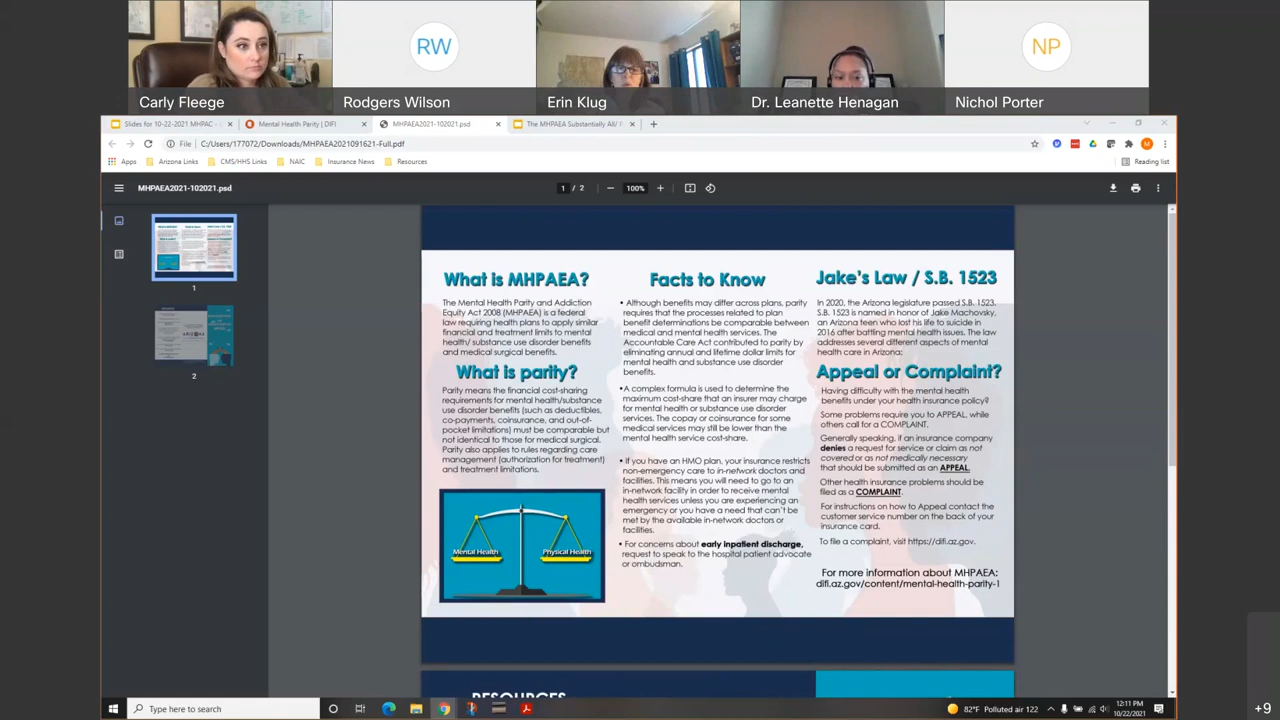 RW
NP
Carly Fleege
Rodgers Wilson
Erin Klug
Dr. Leanette Henagan
Nichol Porter
Slides for 10-22-2021 MHPAC -
Mental Health Parity | DIFI
MHPAEA2021-102021.psd
The MHPAEA Substantially All/
File
C:/Users/177072/Downloads/MHPAEA2021091621-Full.pdf
Apps
Arizona Links
CMS/HHS Links
NAIC
Insurance News
Resources
Reading list
MHPAEA2021-102021.psd
1 / 2
100%
1
2
What is MHPAEA?
The Mental Health Parity and Addiction
Equity Act 2008 (MHPAEA) is a federal
law requiring health plans to apply similar
financial and treatment limits to mental
health/ substance use disorder benefits
and medical surgical benefits.
What is parity?
Parity means the financial cost-sharing
requirements for mental health/substance
use disorder benefits (such as deductibles,
co-payments, coinsurance, and out-of-
pocket limitations) must be comparable but
not identical to those for medical surgical.
Parity also applies to rules regarding care
management (authorization for treatment)
and treatment limitations.
Mental Health
Physical Health
Facts to Know
• Although benefits may differ across plans, parity
requires that the processes related to plan
benefit determinations be comparable between
medical and mental health services. The
Accountable Care Act contributed to parity by
eliminating annual and lifetime dollar limits for
mental health and substance use disorder
benefits.
•A complex formula is used to determine the
maximum cost-share that an insurer may charge
for mental health or substance use disorder
services. The copay or coinsurance for some
medical services may still be lower than the
mental health service cost-share.
• If you have an HMO plan, your insurance restricts
non-emergency care to in-network doctors and
facilities. This means you will need to go to an
in-network facility in order to receive mental
health services unless you are experiencing an
emergency or you have a need that can't be
met by the available in-network doctors or
facilities.
• For concerns about early inpatient discharge,
request to speak to the hospital patient advocate
or ombudsman.
Jake's Law / S.B. 1523
In 2020, the Arizona legislature passed S.B. 1523.
S.B. 1523 is named in honor of Jake Machovsky,
an Arizona teen who lost his life to suicide in
2016 after battling mental health issues. The law
addresses several different aspects of mental
health care in Arizona:
Appeal or Complaint?
Having difficulty with the mental health
benefits under your health insurance policy?
Some problems require you to APPEAL, while
others call for a COMPLAINT.
Generally speaking, if an insurance company
denies a request for service or claim as not
covered or as not medically necessary
that should be submitted as an APPEAL.
Other health insurance problems should be
filed as a COMPLAINT.
For instructions on how to Appeal contact the
customer service number on the back of your
insurance card.
To file a complaint, visit https://difi.az.gov.
For more information about MHPAEA:
difi.az.gov/content/mental-health-parity-1
RESOURCES
Type here to search
82°F Polluted air 122
12:11 PM
10/22/2021
+9